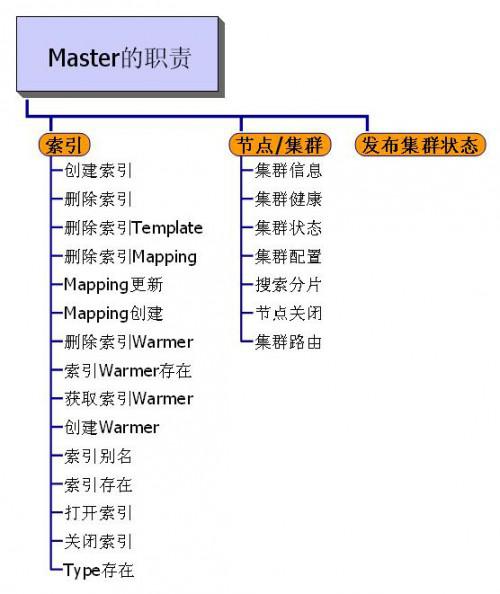 Master的职责
索引
创建索引
删除索引
删除索引Template
删除索引Mapping
Mapping更新
Mapping创建
删除索引Warmer
索引Warmer存在
获取索引Warmer
创建Warmer
索引别名
索引存在
打开索引
关闭索引
Type存在
节点/集群
集群信息
集群健康
集群状态
集群配置
搜索分片
节点关闭
集群路由
发布集群状态